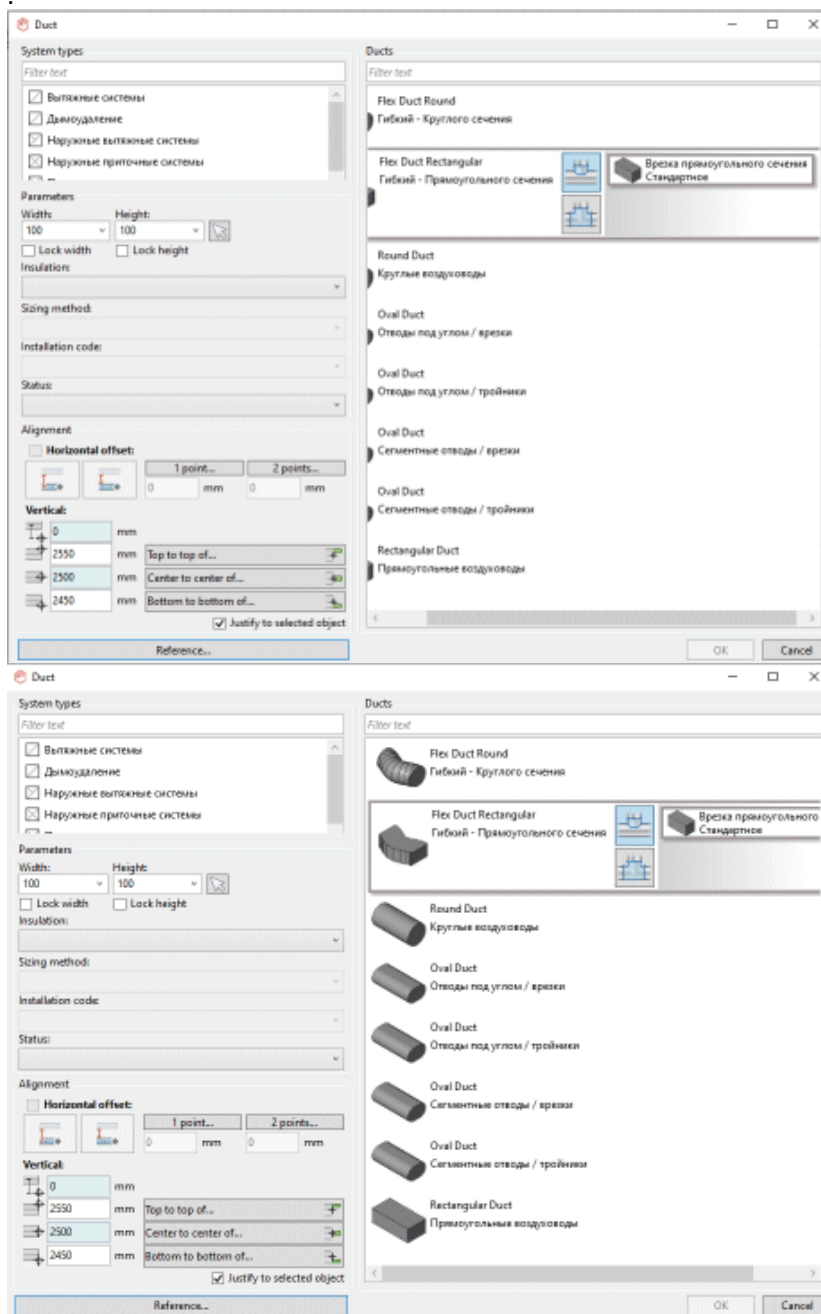 .
Duct
System types
Filter text
Вытяжные системы
Дымоудаление
Наружные вытяжные системы
Наружные приточные системы
Parameters
Width:
Height:
100
100
Lock width
Lock height
Insulation:
Sizing method:
Installation code:
Status:
Alignment
Horizontal offset:
1 point...
2 points...
0 mm
0 mm
Vertical:
0 mm
2550 mm Top to top of...
2500 mm Center to center of...
2450 mm Bottom to bottom of...
Justify to selected object
Reference...
Ducts
Filter text
Flex Duct Round
Гибкий - Круглого сечения
Flex Duct Rectangular
Гибкий - Прямоугольного сечения
Врезка прямоугольного сечения
Стандартное
Round Duct
Круглые воздуховоды
Oval Duct
Отводы под углом / врезки
Oval Duct
Отводы под углом / тройники
Oval Duct
Сегментные отводы / врезки
Oval Duct
Сегментные отводы / тройники
Rectangular Duct
Прямоугольные воздуховоды
OK
Cancel
Duct
System types
Filter text
Вытяжные системы
Дымоудаление
Наружные вытяжные системы
Наружные приточные системы
Parameters
Width:
Height:
100
100
Lock width
Lock height
Insulation:
Sizing method:
Installation code:
Status:
Alignment
Horizontal offset:
1 point...
2 points...
0 mm
0 mm
Vertical:
0 mm
2550 mm Top to top of...
2500 mm Center to center of...
2450 mm Bottom to bottom of...
Justify to selected object
Reference...
Ducts
Filter text
Flex Duct Round
Гибкий - Круглого сечения
Flex Duct Rectangular
Гибкий - Прямоугольного сечения
Врезка прямоугольного
Стандартное
Round Duct
Круглые воздуховоды
Oval Duct
Отводы под углом / врезки
Oval Duct
Отводы под углом / тройники
Oval Duct
Сегментные отводы / врезки
Oval Duct
Сегментные отводы / тройники
Rectangular Duct
Прямоугольные воздуховоды
OK
Cancel